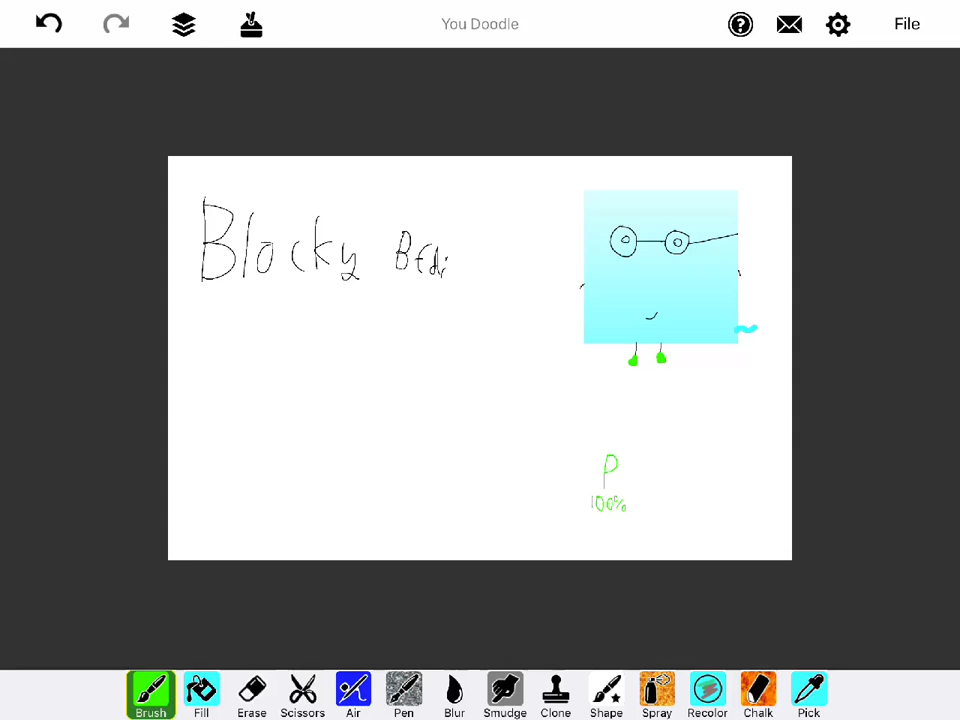 You Doodle
File
Blocky
P
100%
Brush Fill Erase Scissors Air Pen Blur Smudge Clone Shape Spray Recolor Chalk Pick